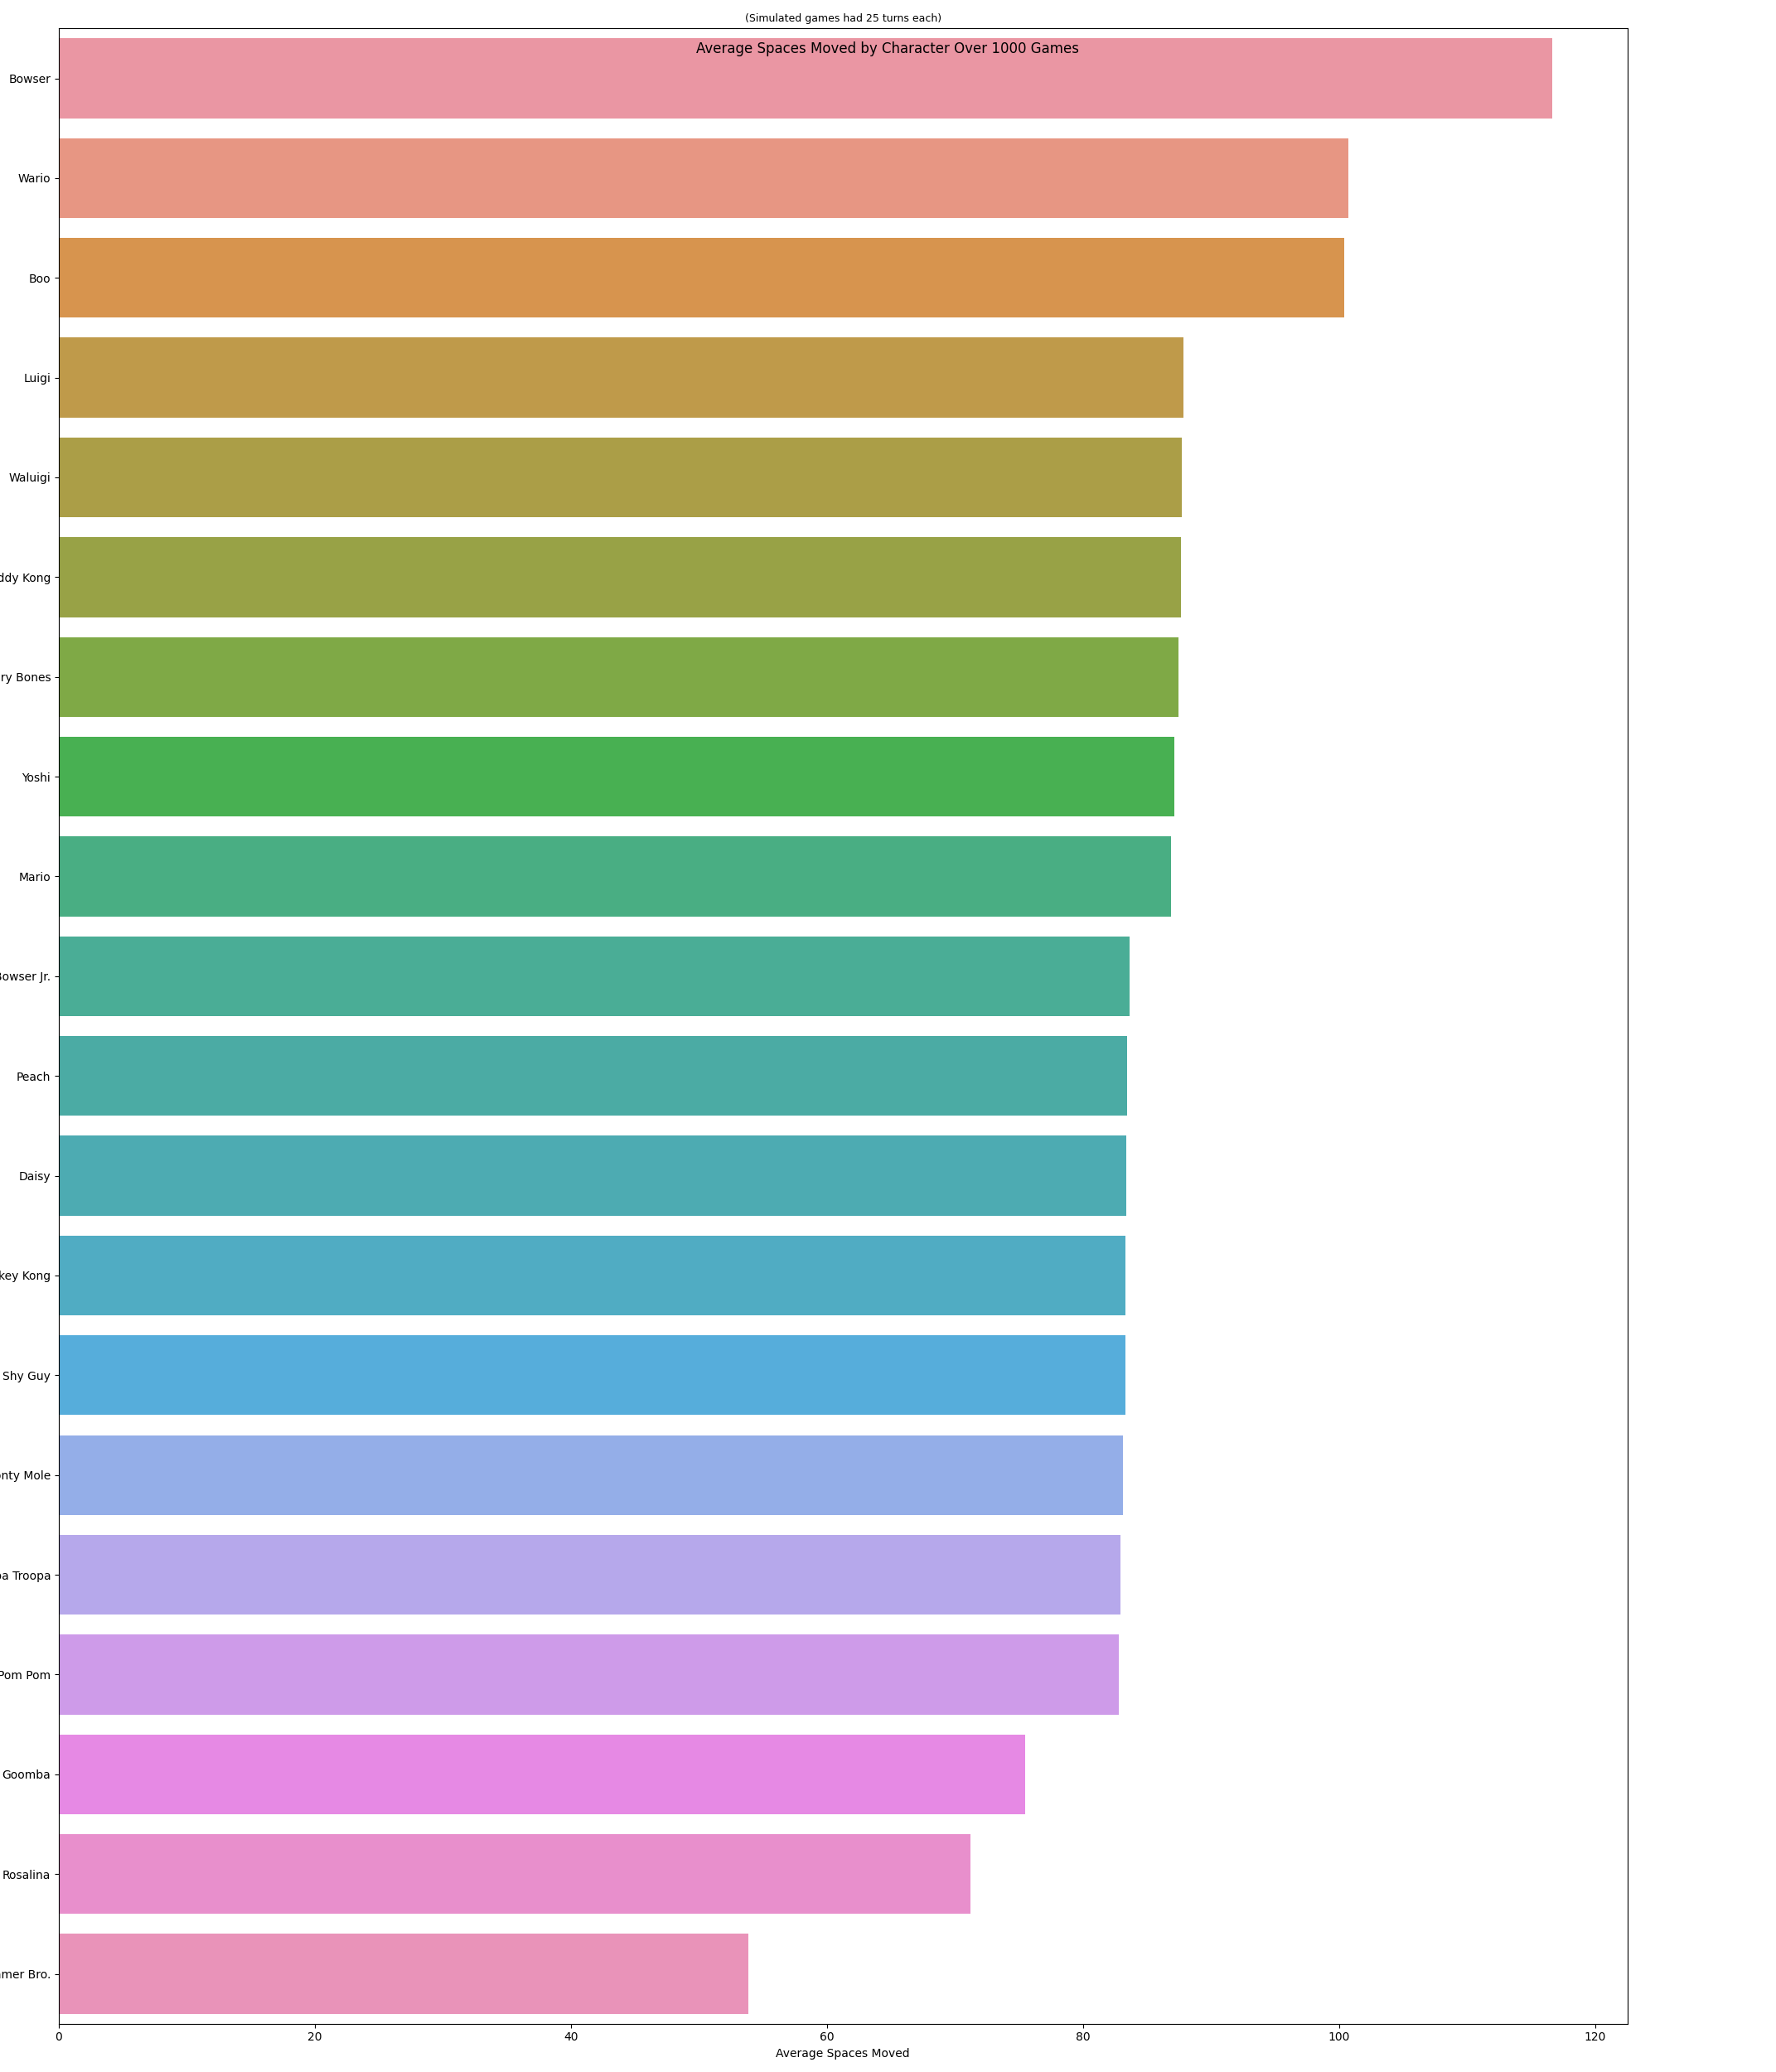 (Simulated games had 25 turns each)
Average Spaces Moved by Character Over 1000 Games
Bowser
Wario
Boo
Luigi
Waluigi
ddy Kong
ry Bones
Yoshi
Mario
Bowser Jr.
Peach
Daisy
key Kong
Shy Guy
nty Mole
pa Troopa
Pom Pom
Goomba
Rosalina
mer Bro.
0 20 40 60 80 100 120
Average Spaces Moved